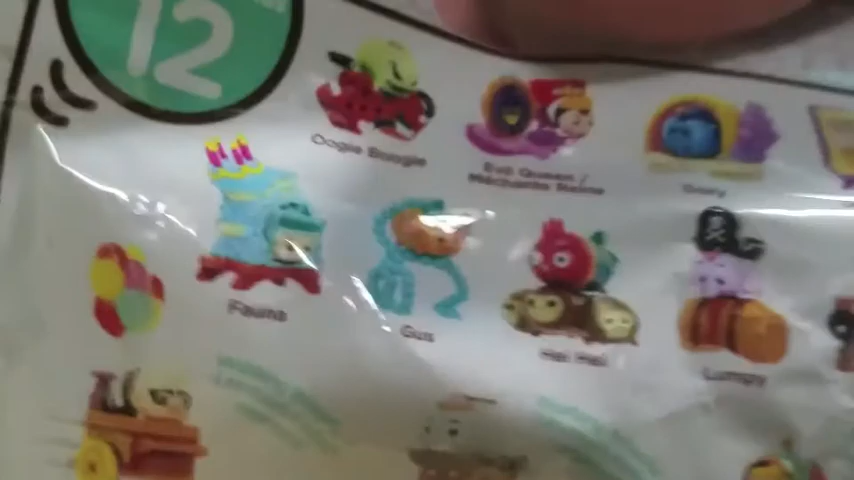 12
Oogie Boogie
Evil Queen /
Méchante Reine
Fauna
Gus
Hei Hei
Lumpy